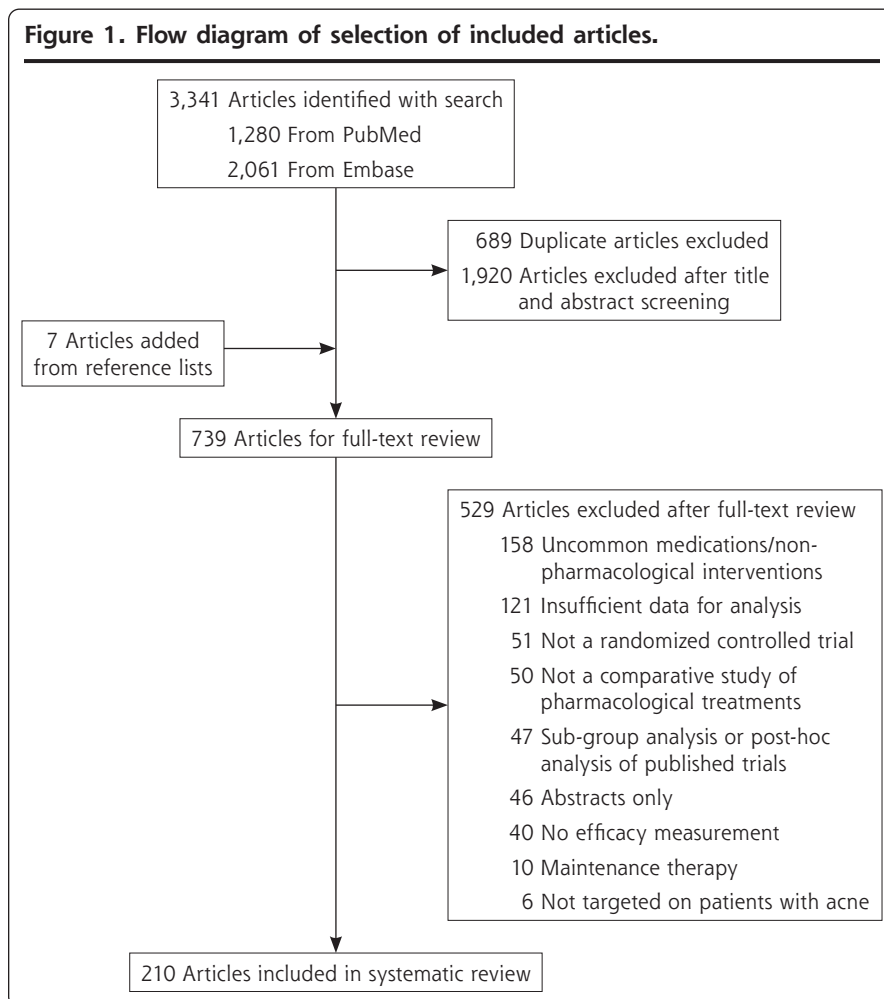 Figure 1. Flow diagram of selection of included articles.
3,341 Articles identified with search
1,280 From PubMed
2,061 From Embase
689 Duplicate articles excluded
1,920 Articles excluded after title
and abstract screening
7 Articles added
from reference lists
739 Articles for full-text review
529 Articles excluded after full-text review
158 Uncommon medications/non-
pharmacological interventions
121 Insufficient data for analysis
51 Not a randomized controlled trial
50 Not a comparative study of
pharmacological treatments
47 Sub-group analysis or post-hoc
analysis of published trials
46 Abstracts only
40 No efficacy measurement
10 Maintenance therapy
6 Not targeted on patients with acne
210 Articles included in systematic review